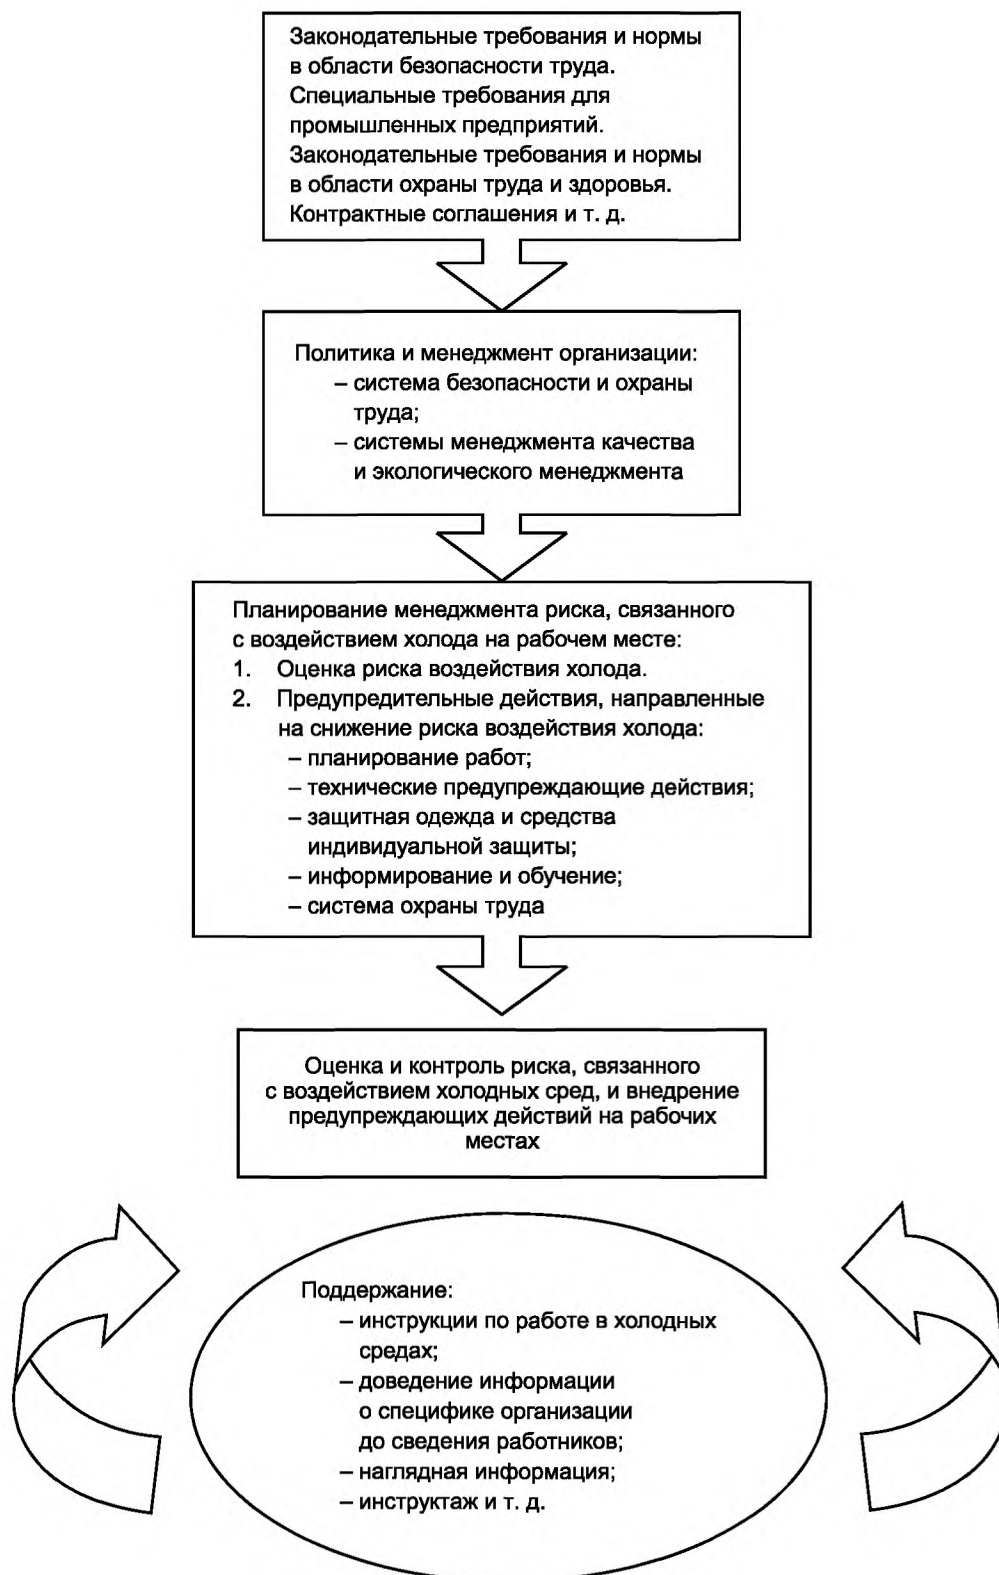 Законодательные требования и нормы
в области безопасности труда.
Специальные требования для
промышленных предприятий.
Законодательные требования и нормы
в области охраны труда и здоровья.
Контрактные соглашения и т. д.
Политика и менеджмент организации:
– система безопасности и охраны
труда;
– системы менеджмента качества
и экологического менеджмента
Планирование менеджмента риска, связанного
с воздействием холода на рабочем месте:
1. Оценка риска воздействия холода.
2. Предупредительные действия, направленные
на снижение риска воздействия холода:
– планирование работ;
– технические предупреждающие действия;
– защитная одежда и средства
индивидуальной защиты;
– информирование и обучение;
– система охраны труда
Оценка и контроль риска, связанного
с воздействием холодных сред, и внедрение
предупреждающих действий на рабочих
местах
Поддержание:
– инструкции по работе в холодных
средах;
– доведение информации
о специфике организации
до сведения работников;
– наглядная информация;
– инструктаж и т. д.